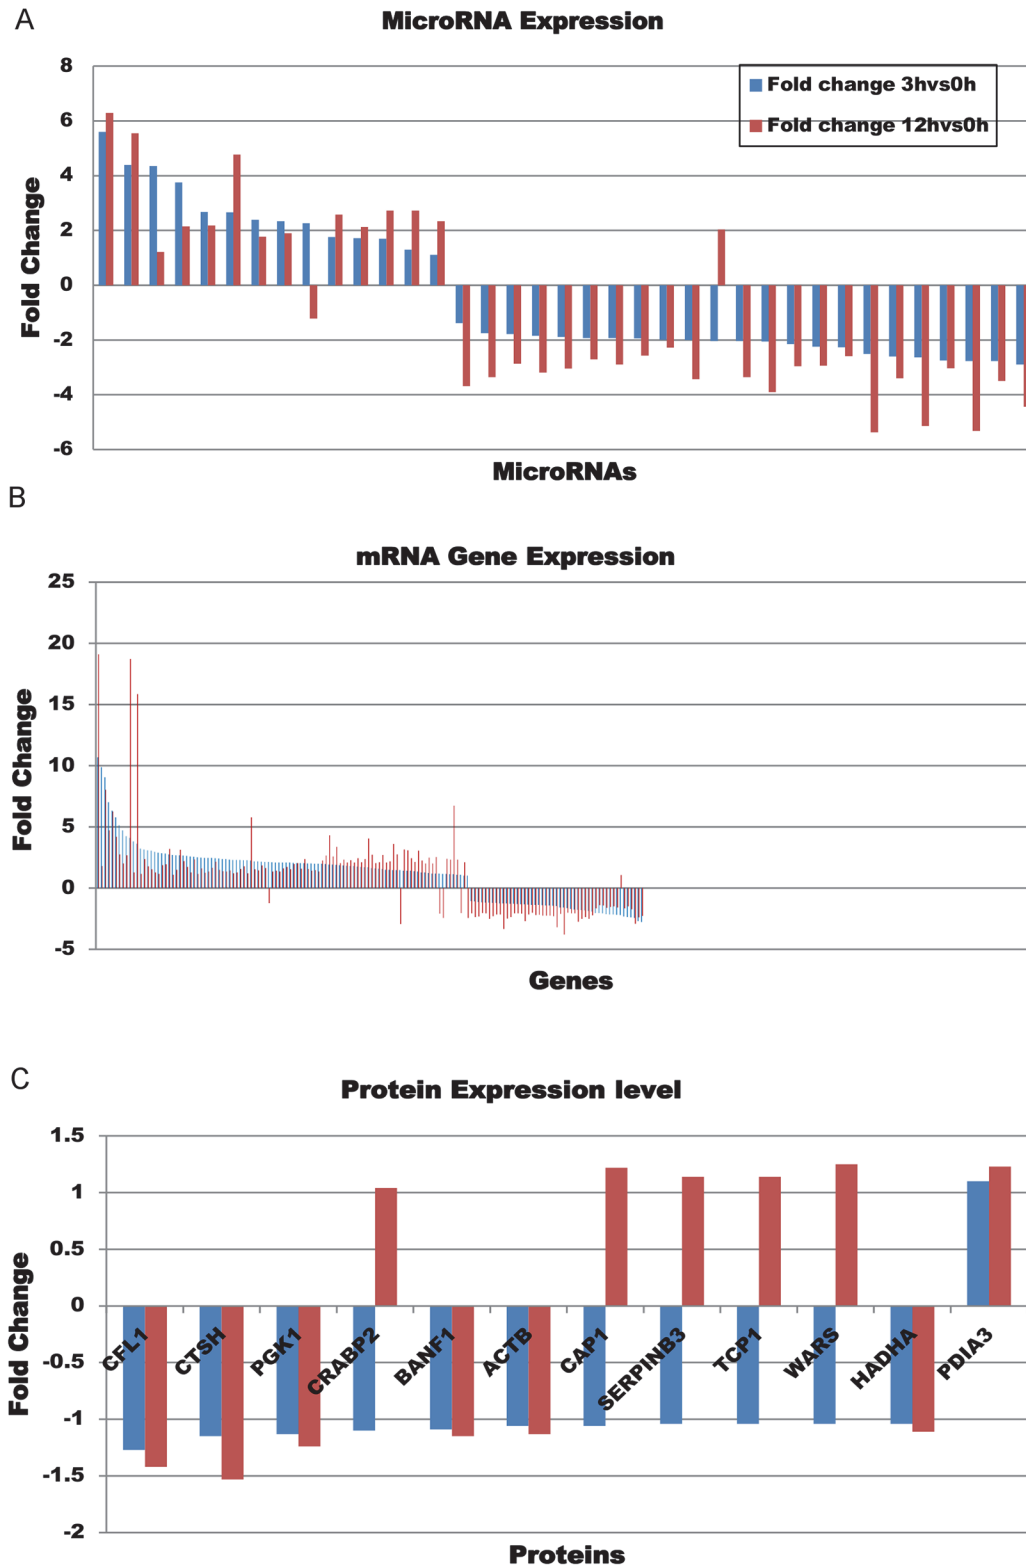 A
MicroRNA Expression
8
6
4
2
0
-2
-4
-6
Fold Change
Fold change 3hvs0h
Fold change 12hvs0h
MicroRNAs
B
mRNA Gene Expression
25
20
15
10
5
0
-5
Fold Change
Genes
C
Protein Expression level
1.5
1
0.5
0
-0.5
-1
-1.5
-2
Fold Change
CFL1
CTSH
PGK1
CRABP2
BANF1
ACTB
CAP1
SERPINB3
TCP1
WARS
HADHA
PDIA3
Proteins